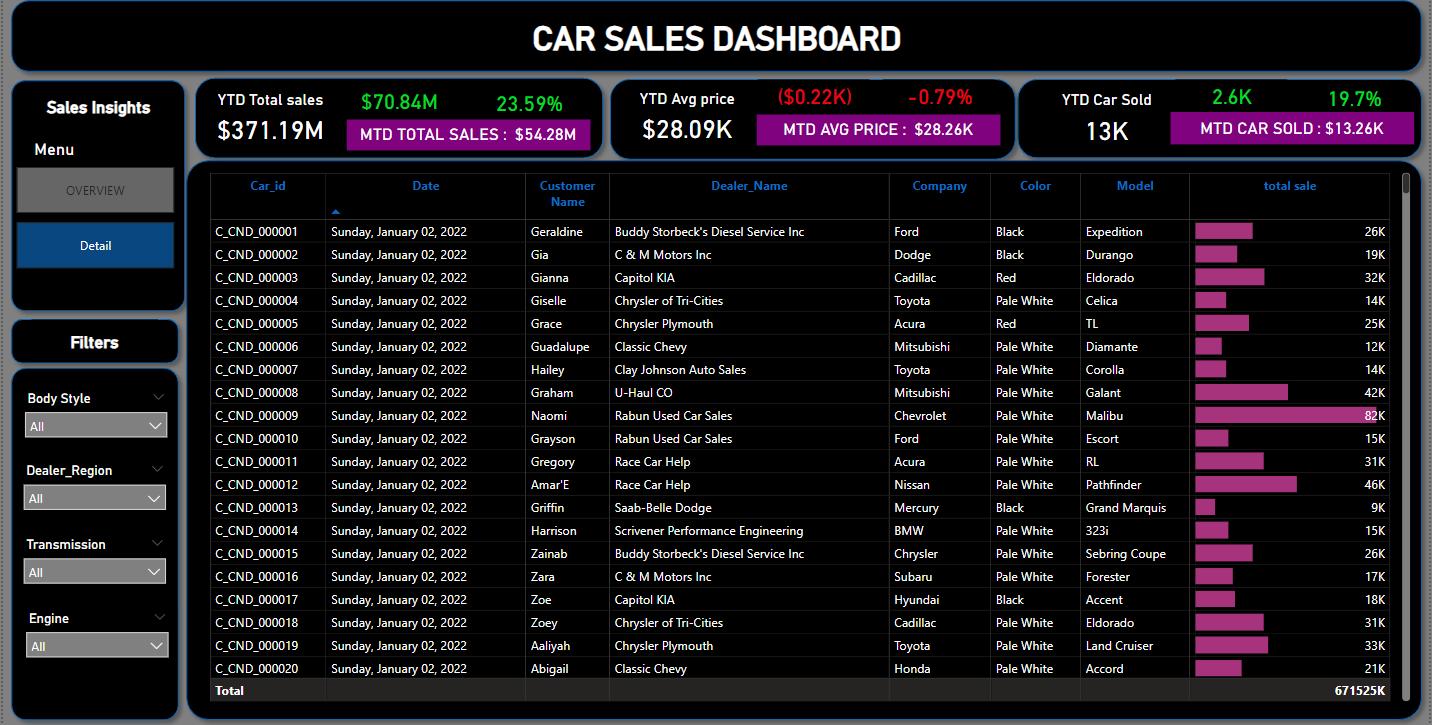 CAR SALES DASHBOARD
Sales Insights
Menu
OVERVIEW
Detail
Filters
Body Style
All
Dealer_Region
All
Transmission
All
Engine
All
YTD Total sales $70.84M 23.59%
$371.19M MTD TOTAL SALES : $54.28M
YTD Avg price ($0.22K) -0.79%
$28.09K MTD AVG PRICE : $28.26K
YTD Car Sold 2.6K 19.7%
13K MTD CAR SOLD : $13.26K
Car_id Date Customer Name Dealer_Name Company Color Model total sale
C_CND_000001 Sunday, January 02, 2022 Geraldine Buddy Storbeck's Diesel Service Inc Ford Black Expedition 26K
C_CND_000002 Sunday, January 02, 2022 Gia C & M Motors Inc Dodge Black Durango 19K
C_CND_000003 Sunday, January 02, 2022 Gianna Capitol KIA Cadillac Red Eldorado 32K
C_CND_000004 Sunday, January 02, 2022 Giselle Chrysler of Tri-Cities Toyota Pale White Celica 14K
C_CND_000005 Sunday, January 02, 2022 Grace Chrysler Plymouth Acura Red TL 25K
C_CND_000006 Sunday, January 02, 2022 Guadalupe Classic Chevy Mitsubishi Pale White Diamante 12K
C_CND_000007 Sunday, January 02, 2022 Hailey Clay Johnson Auto Sales Toyota Pale White Corolla 14K
C_CND_000008 Sunday, January 02, 2022 Graham U-Haul CO Mitsubishi Pale White Galant 42K
C_CND_000009 Sunday, January 02, 2022 Naomi Rabun Used Car Sales Chevrolet Pale White Malibu 82K
C_CND_000010 Sunday, January 02, 2022 Grayson Rabun Used Car Sales Ford Pale White Escort 15K
C_CND_000011 Sunday, January 02, 2022 Gregory Race Car Help Acura Pale White RL 31K
C_CND_000012 Sunday, January 02, 2022 Amar'E Race Car Help Nissan Pale White Pathfinder 46K
C_CND_000013 Sunday, January 02, 2022 Griffin Saab-Belle Dodge Mercury Black Grand Marquis 9K
C_CND_000014 Sunday, January 02, 2022 Harrison Scrivener Performance Engineering BMW Pale White 323i 15K
C_CND_000015 Sunday, January 02, 2022 Zainab Buddy Storbeck's Diesel Service Inc Chrysler Pale White Sebring Coupe 26K
C_CND_000016 Sunday, January 02, 2022 Zara C & M Motors Inc Subaru Pale White Forester 17K
C_CND_000017 Sunday, January 02, 2022 Zoe Capitol KIA Hyundai Black Accent 18K
C_CND_000018 Sunday, January 02, 2022 Zoey Chrysler of Tri-Cities Cadillac Pale White Eldorado 31K
C_CND_000019 Sunday, January 02, 2022 Aaliyah Chrysler Plymouth Toyota Pale White Land Cruiser 33K
C_CND_000020 Sunday, January 02, 2022 Abigail Classic Chevy Honda Pale White Accord 21K
Total 671525K